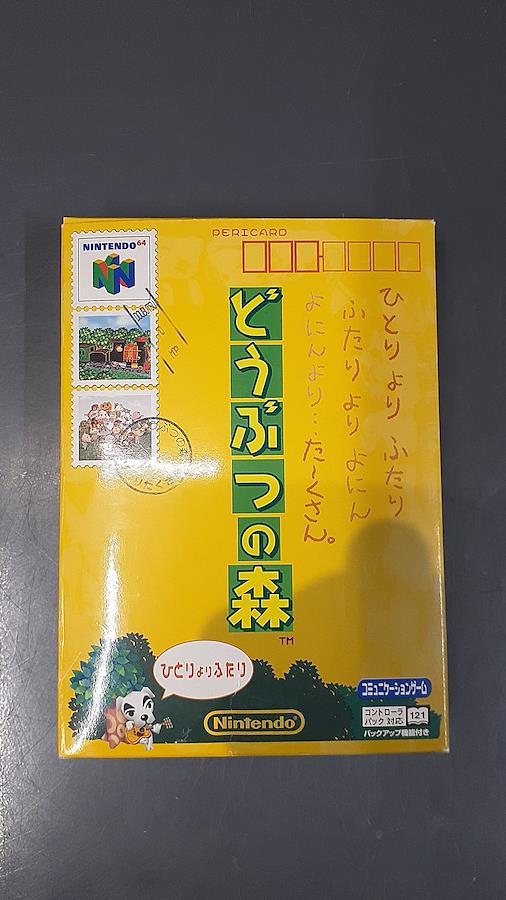 PERICARD
NINTENDO 64
ひとりより ふたり
ふたり より よにん
よにんより…た〜くさん。
どうぶつの森
TM
ひとりよりふたり
Nintendo
コミュニケーションゲーム
コントローラ
パック 対応
121
バックアップ機能付き